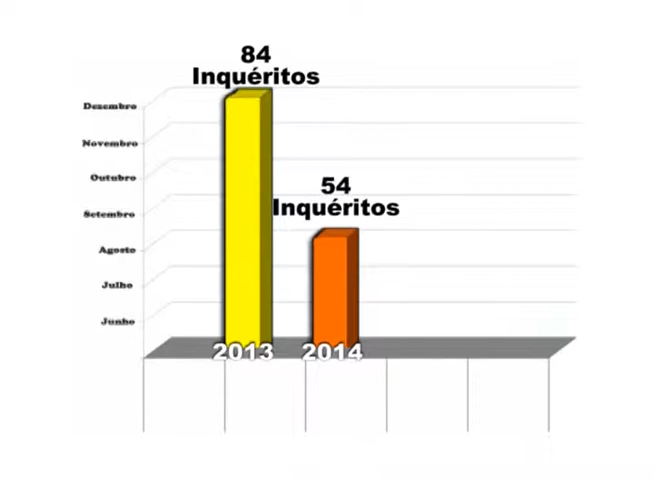 84
Inquéritos
Dezembro
Novembro
Outubro
54
Inquéritos
Setembro
Agosto
Julho
Junho
2013 2014